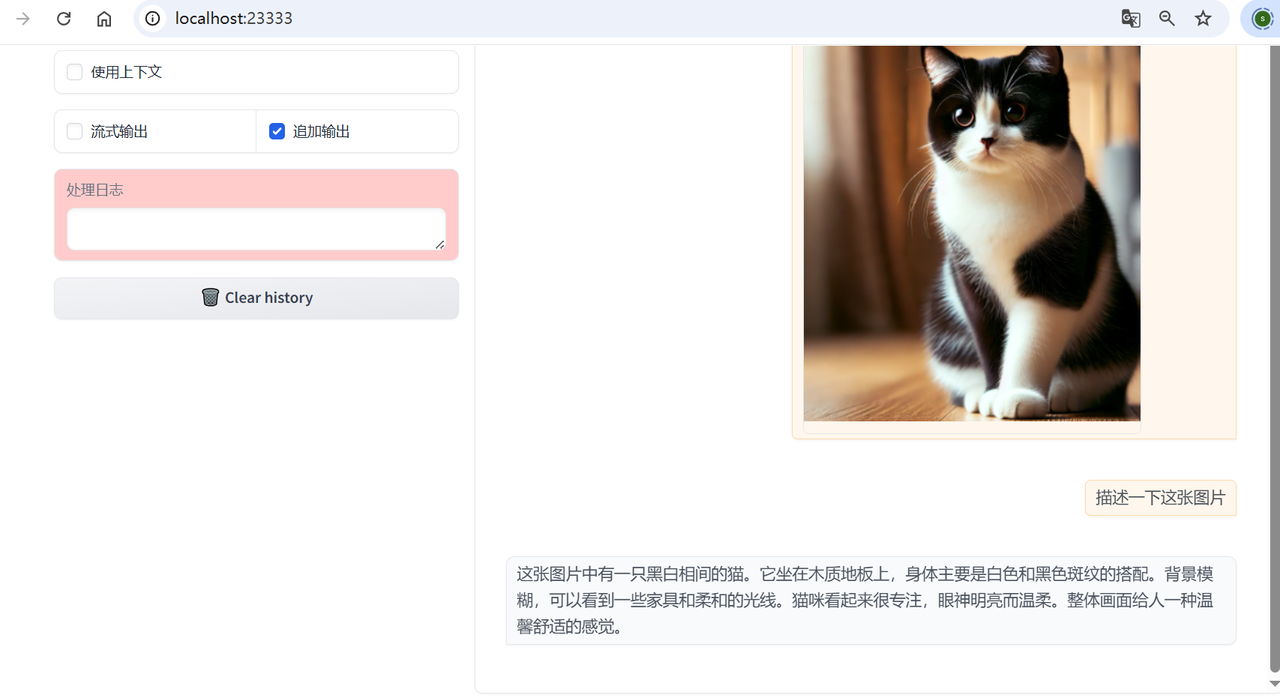 localhost:23333
使用上下文
流式输出
追加输出
处理日志
Clear history
描述一下这张图片
这张图片中有一只黑白相间的猫。它坐在木质地板上，身体主要是白色和黑色斑纹的搭配。背景模
糊，可以看到一些家具和柔和的光线。猫咪看起来很专注，眼神明亮而温柔。整体画面给人一种温
馨舒适的感觉。